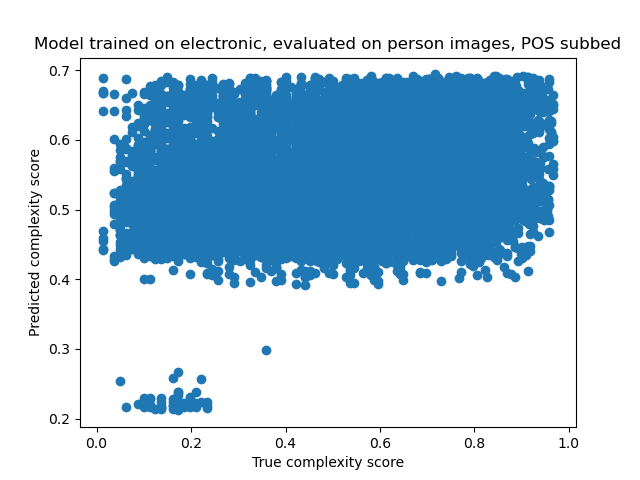 Model trained on electronic, evaluated on person images, POS subbed
0.7
0.6
0.5
0.4
0.3
0.2
Predicted complexity score
0.0 0.2 0.4 0.6 0.8 1.0
True complexity score